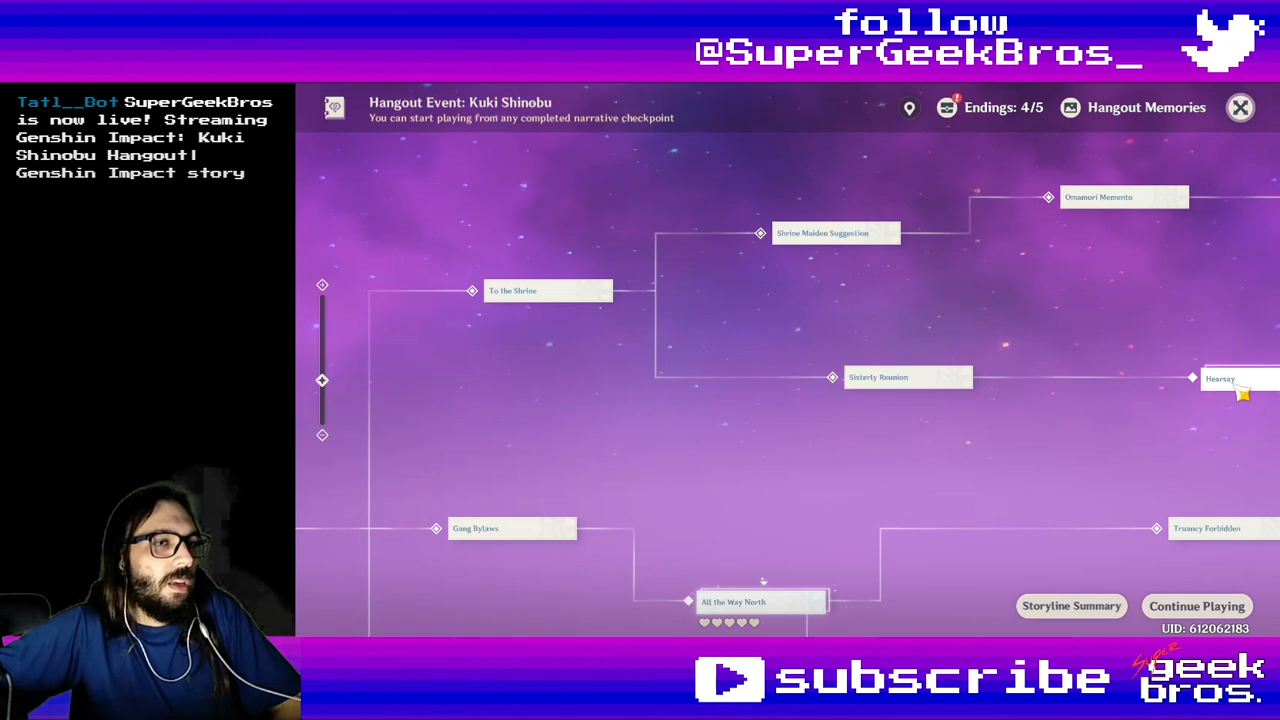 follow
@SuperGeekBros_
Tatl__Bot SuperGeekBros
is now live! Streaming
Genshin Impact: Kuki
Shinobu Hangout|
Genshin Impact story
Hangout Event: Kuki Shinobu
You can start playing from any completed narrative checkpoint
Endings: 4/5
Hangout Memories
Omamori Memento
Shrine Maiden Suggestion
To the Shrine
Sisterly Reunion
Hearsay
Gang Bylaws
Truancy Forbidden
All the Way North
Storyline Summary
Continue Playing
UID: 612062183
subscribe
super
geek
bros.